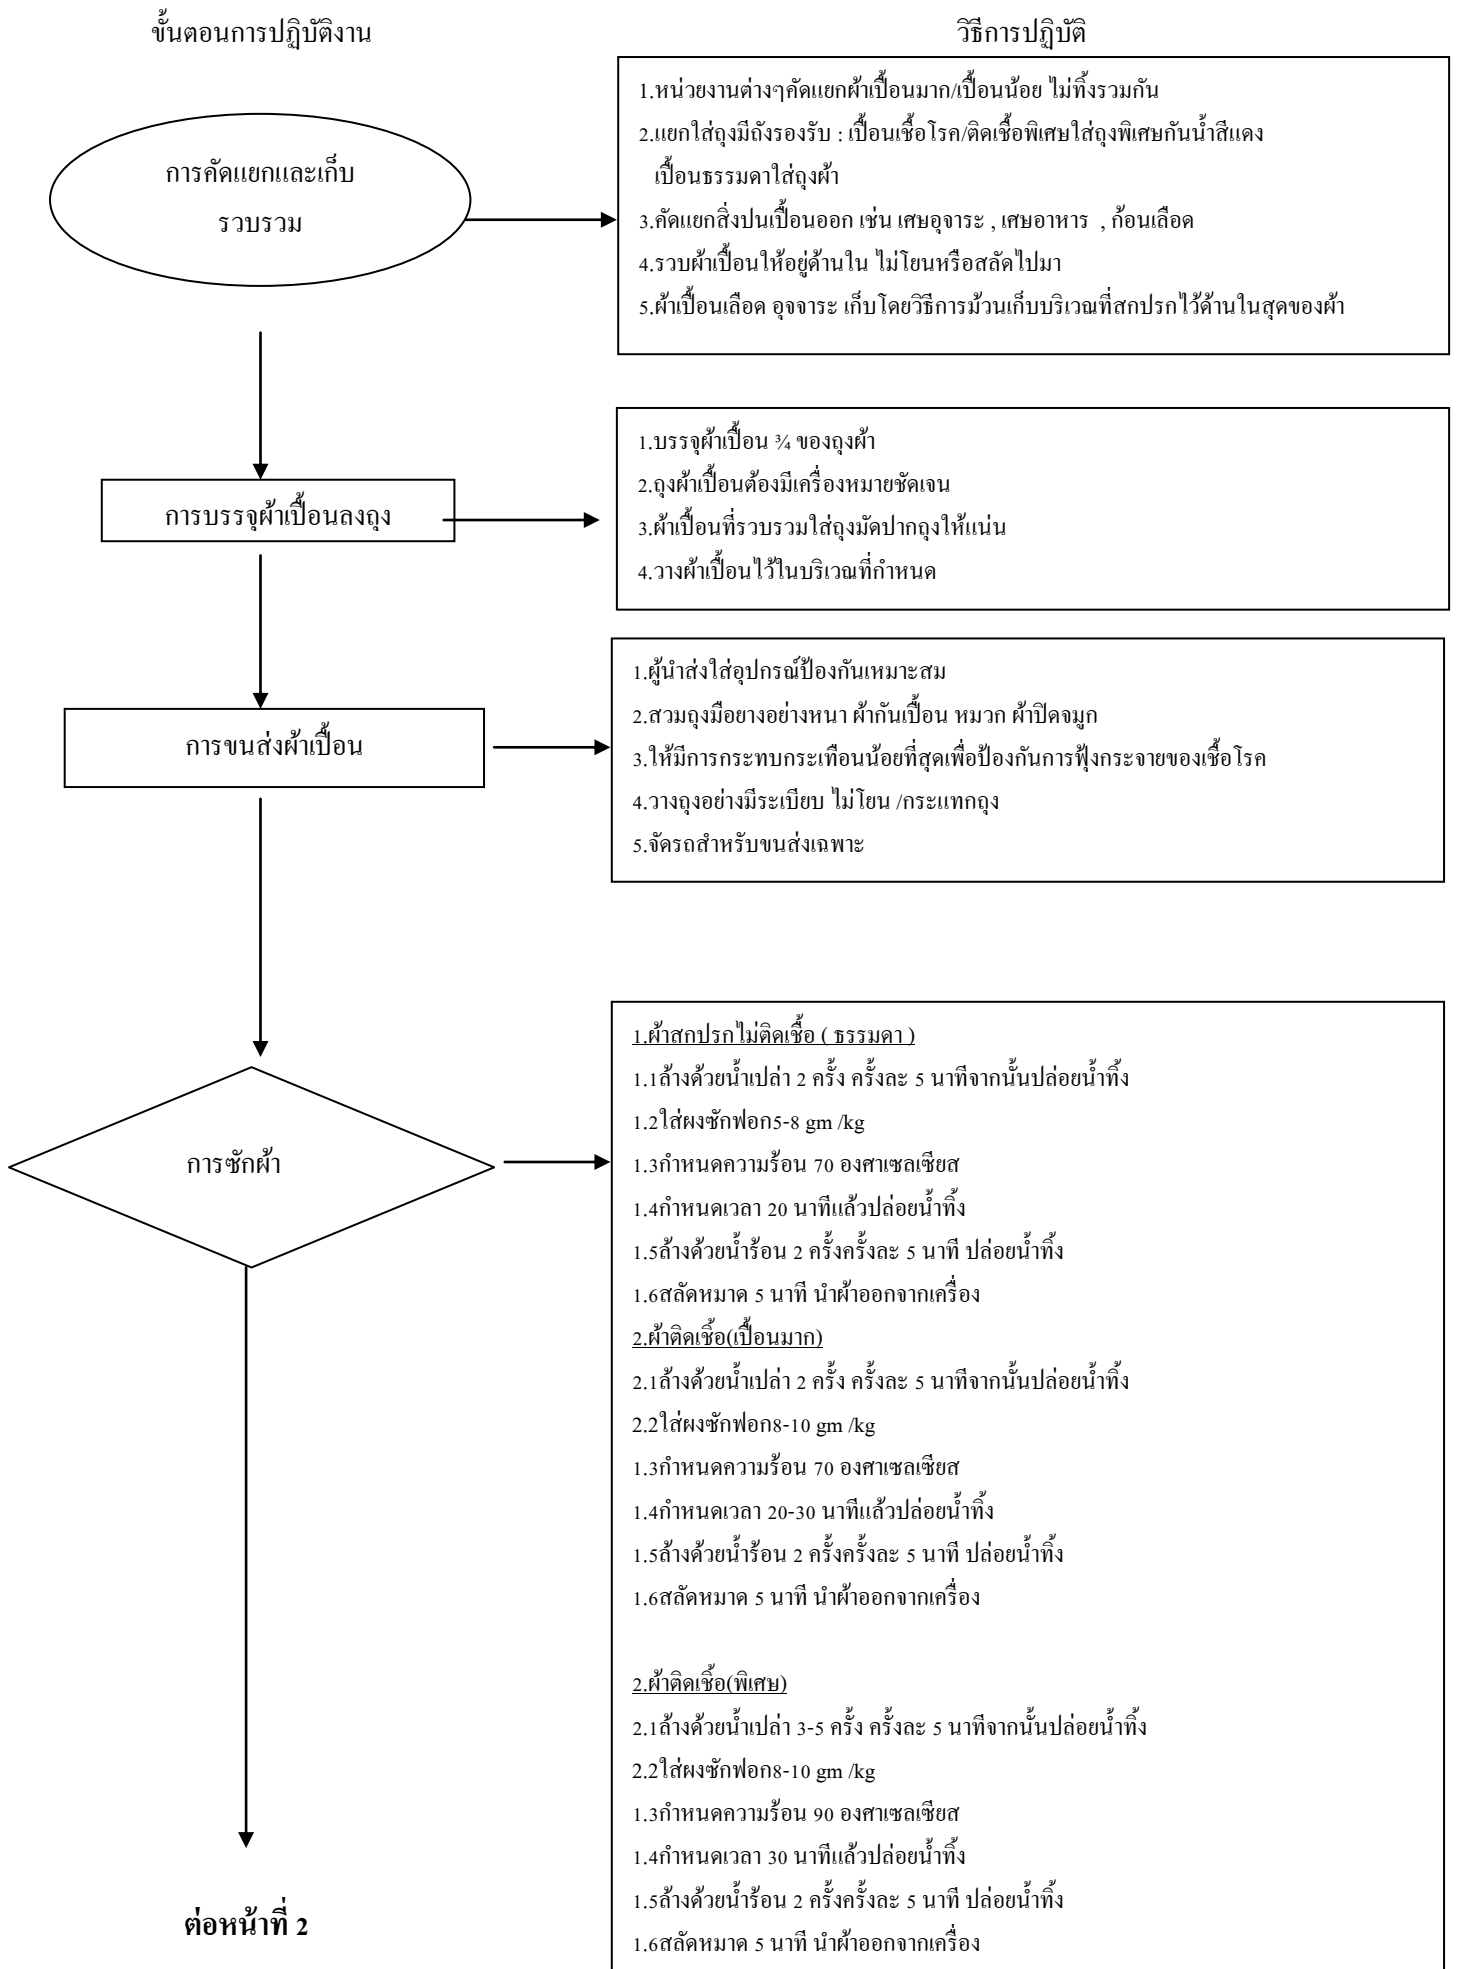 ขั้นตอนการปฏิบัติงาน
วิธีการปฏิบัติ
การคัดแยกและเก็บ
รวบรวม
1.หน่วยงานต่างๆคัดแยกผ้าเปื้อนมาก/เปื้อนน้อย ไม่ทิ้งรวมกัน
2.แยกใส่ถุงมีถังรองรับ : เปื้อนเชื้อโรค/ติดเชื้อพิเศษใส่ถุงพิเศษกันน้ำสีแดง
เปื้อนธรรมดาใส่ถุงผ้า
3.คัดแยกสิ่งปนเปื้อนออก เช่น เศษอุจาระ , เศษอาหาร , ก้อนเลือด
4.รวบผ้าเปื้อนให้อยู่ด้านใน ไม่โยนหรือสลัดไปมา
5.ผ้าเปื้อนเลือด อุจจาระ เก็บโดยวิธีการม้วนเก็บบริเวณที่สกปรกไว้ด้านในสุดของผ้า
การบรรจุผ้าเปื้อนลงถุง
1.บรรจุผ้าเปื้อน ¾ ของถุงผ้า
2.ถุงผ้าเปื้อนต้องมีเครื่องหมายชัดเจน
3.ผ้าเปื้อนที่รวบรวมใส่ถุงมัดปากถุงให้แน่น
4.วางผ้าเปื้อนไว้ในบริเวณที่กำหนด
การขนส่งผ้าเปื้อน
1.ผู้นำส่งใส่อุปกรณ์ป้องกันเหมาะสม
2.สวมถุงมือยางอย่างหนา ผ้ากันเปื้อน หมวก ผ้าปิดจมูก
3.ให้มีการกระทบกระเทือนน้อยที่สุดเพื่อป้องกันการฟุ้งกระจายของเชื้อโรค
4.วางถุงอย่างมีระเบียบ ไม่โยน /กระแทกถุง
5.จัดรถสำหรับขนส่งเฉพาะ
การซักผ้า
1.ผ้าสกปรกไม่ติดเชื้อ ( ธรรมดา )
1.1ล้างด้วยน้ำเปล่า 2 ครั้ง ครั้งละ 5 นาทีจากนั้นปล่อยน้ำทิ้ง
1.2ใส่ผงซักฟอก5-8 gm /kg
1.3กำหนดความร้อน 70 องศาเซลเซียส
1.4กำหนดเวลา 20 นาทีแล้วปล่อยน้ำทิ้ง
1.5ล้างด้วยน้ำร้อน 2 ครั้งครั้งละ 5 นาที ปล่อยน้ำทิ้ง
1.6สลัดหมาด 5 นาที นำผ้าออกจากเครื่อง
2.ผ้าติดเชิ้อ(เปื้อนมาก)
2.1ล้างด้วยน้ำเปล่า 2 ครั้ง ครั้งละ 5 นาทีจากนั้นปล่อยน้ำทิ้ง
2.2ใส่ผงซักฟอก8-10 gm /kg
1.3กำหนดความร้อน 70 องศาเซลเซียส
1.4กำหนดเวลา 20-30 นาทีแล้วปล่อยน้ำทิ้ง
1.5ล้างด้วยน้ำร้อน 2 ครั้งครั้งละ 5 นาที ปล่อยน้ำทิ้ง
1.6สลัดหมาด 5 นาที นำผ้าออกจากเครื่อง
2.ผ้าติดเชิ้อ(พิเศษ)
2.1ล้างด้วยน้ำเปล่า 3-5 ครั้ง ครั้งละ 5 นาทีจากนั้นปล่อยน้ำทิ้ง
2.2ใส่ผงซักฟอก8-10 gm /kg
1.3กำหนดความร้อน 90 องศาเซลเซียส
1.4กำหนดเวลา 30 นาทีแล้วปล่อยน้ำทิ้ง
1.5ล้างด้วยน้ำร้อน 2 ครั้งครั้งละ 5 นาที ปล่อยน้ำทิ้ง
1.6สลัดหมาด 5 นาที นำผ้าออกจากเครื่อง
ต่อหน้าที่ 2